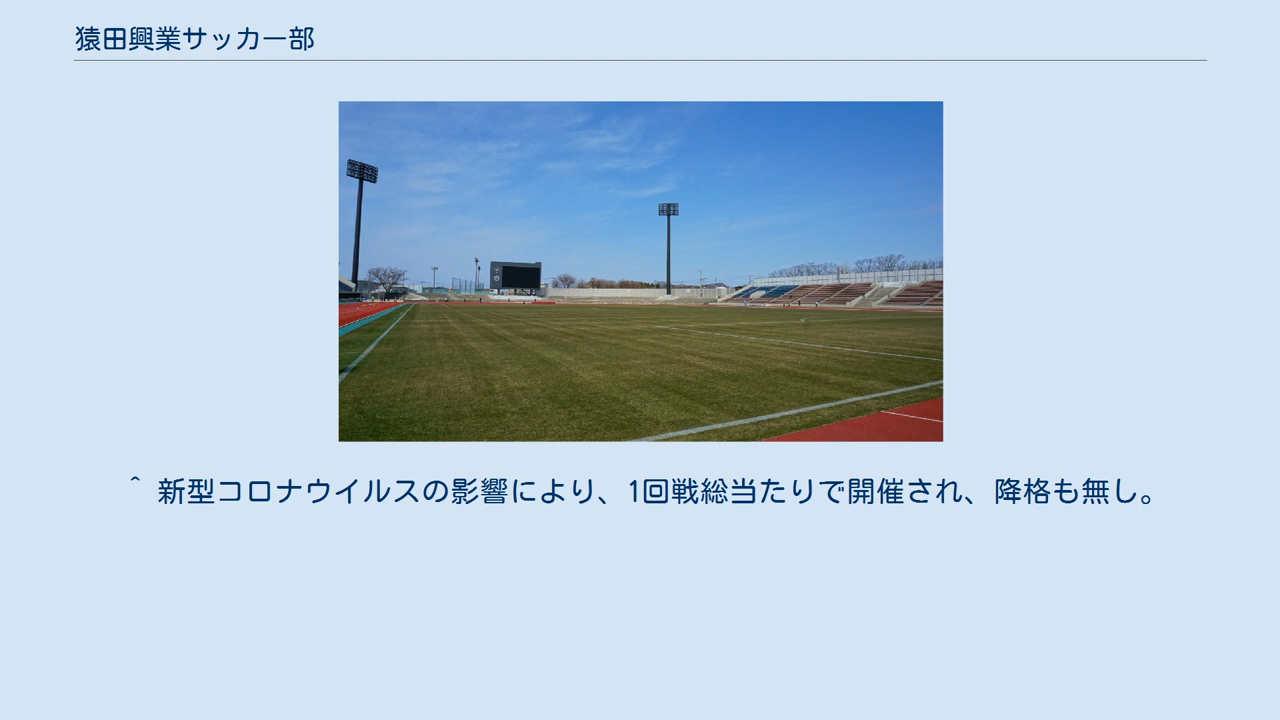 猿田興業サッカー部
^ 新型コロナウイルスの影響により、1回戦総当たりで開催され、降格も無し。